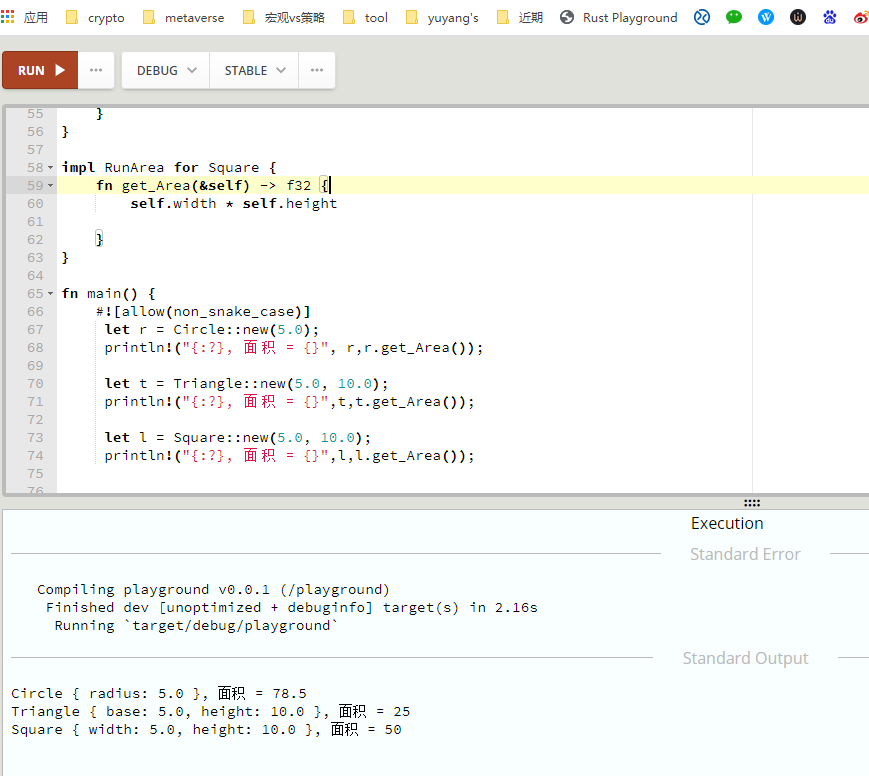 应用 crypto metaverse 宏观vs策略 tool yuyang's 近期 Rust Playground
RUN ··· DEBUG STABLE ···
55 }
56 }
57
58 impl RunArea for Square {
59 fn get_Area(&self) -> f32 {
60 self.width * self.height
61
62 }
63 }
64
65 fn main() {
66 #![allow(non_snake_case)]
67 let r = Circle::new(5.0);
68 println!("{:?}, 面积 = {}", r,r.get_Area());
69
70 let t = Triangle::new(5.0, 10.0);
71 println!("{:?}, 面积 = {}",t,t.get_Area());
72
73 let l = Square::new(5.0, 10.0);
74 println!("{:?}, 面积 = {}",l,l.get_Area());
75
76
Execution
Standard Error
Compiling playground v0.0.1 (/playground)
Finished dev [unoptimized + debuginfo] target(s) in 2.16s
Running `target/debug/playground`
Standard Output
Circle { radius: 5.0 }, 面积 = 78.5
Triangle { base: 5.0, height: 10.0 }, 面积 = 25
Square { width: 5.0, height: 10.0 }, 面积 = 50